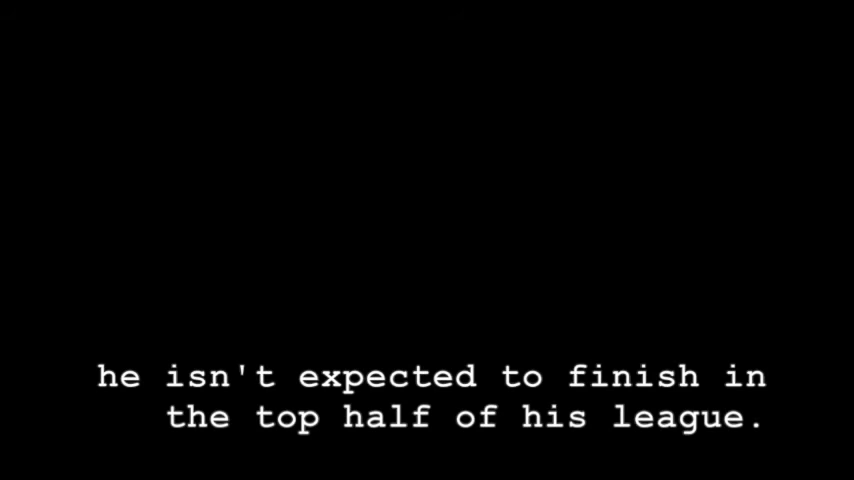 he isn't expected to finish in
the top half of his league.